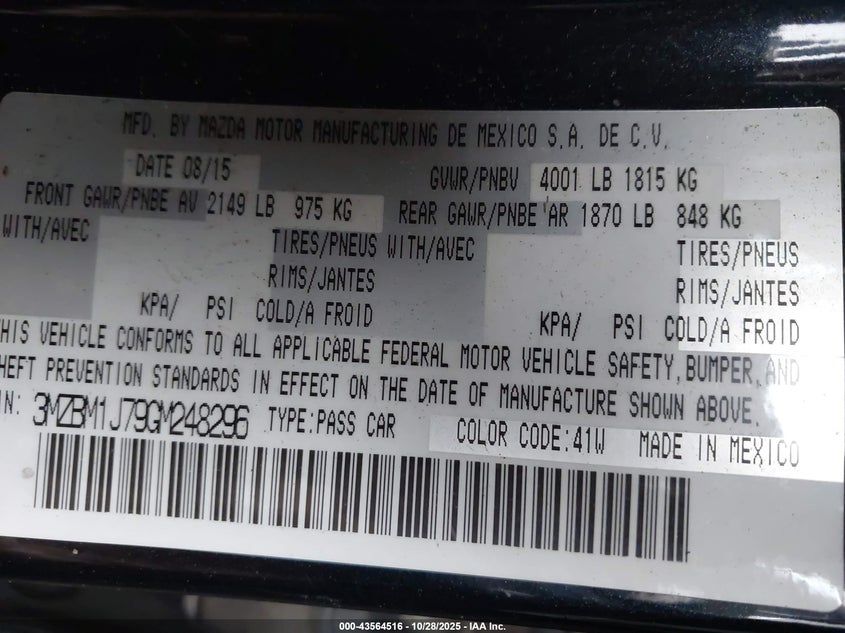 MFD. BY MAZDA MOTOR MANUFACTURING DE MEXICO S.A. DE C.V.
DATE 08/15 GVWR/PNBV 4001 LB 1815 KG
FRONT GAWR/PNBE AV 2149 LB 975 KG REAR GAWR/PNBE AR 1870 LB 848 KG
WITH/AVEC TIRES/PNEUS WITH/AVEC TIRES/PNEUS
RIMS/JANTES RIMS/JANTES
KPA/ PSI COLD/A FROID KPA/ PSI COLD/A FROID
HIS VEHICLE CONFORMS TO ALL APPLICABLE FEDERAL MOTOR VEHICLE SAFETY, BUMPER, AND
HEFT PREVENTION STANDARDS IN EFFECT ON THE DATE OF MANUFACTURE SHOWN ABOVE.
IN: 3MZBM1J79GM248296 TYPE:PASS CAR COLOR CODE:41W MADE IN MEXICO
000-43564516 - 10/28/2025 - IAA Inc.